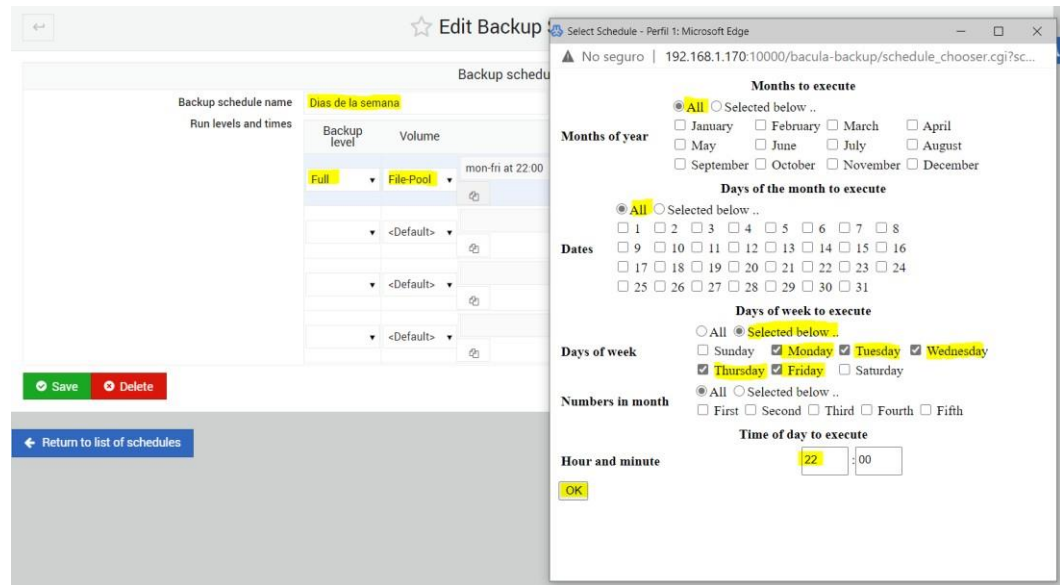 Edit Backup
Backup schedu
Backup schedule name Dias de la semana
Run levels and times
Backup level Volume
Full File-Pool mon-fri at 22:00
<Default>
<Default>
<Default>
Save Delete
Return to list of schedules
Select Schedule - Perfil 1: Microsoft Edge
No seguro | 192.168.1.170:10000/bacula-backup/schedule_chooser.cgi?sc...
Months to execute
All Selected below ..
Months of year
January February March April
May June July August
September October November December
Days of the month to execute
All Selected below ..
1 2 3 4 5 6 7 8
Dates 9 10 11 12 13 14 15 16
17 18 19 20 21 22 23 24
25 26 27 28 29 30 31
Days of week to execute
All Selected below ..
Days of week Sunday Monday Tuesday Wednesday
Thursday Friday Saturday
All Selected below ..
Numbers in month
First Second Third Fourth Fifth
Time of day to execute
Hour and minute 22 : 00
OK